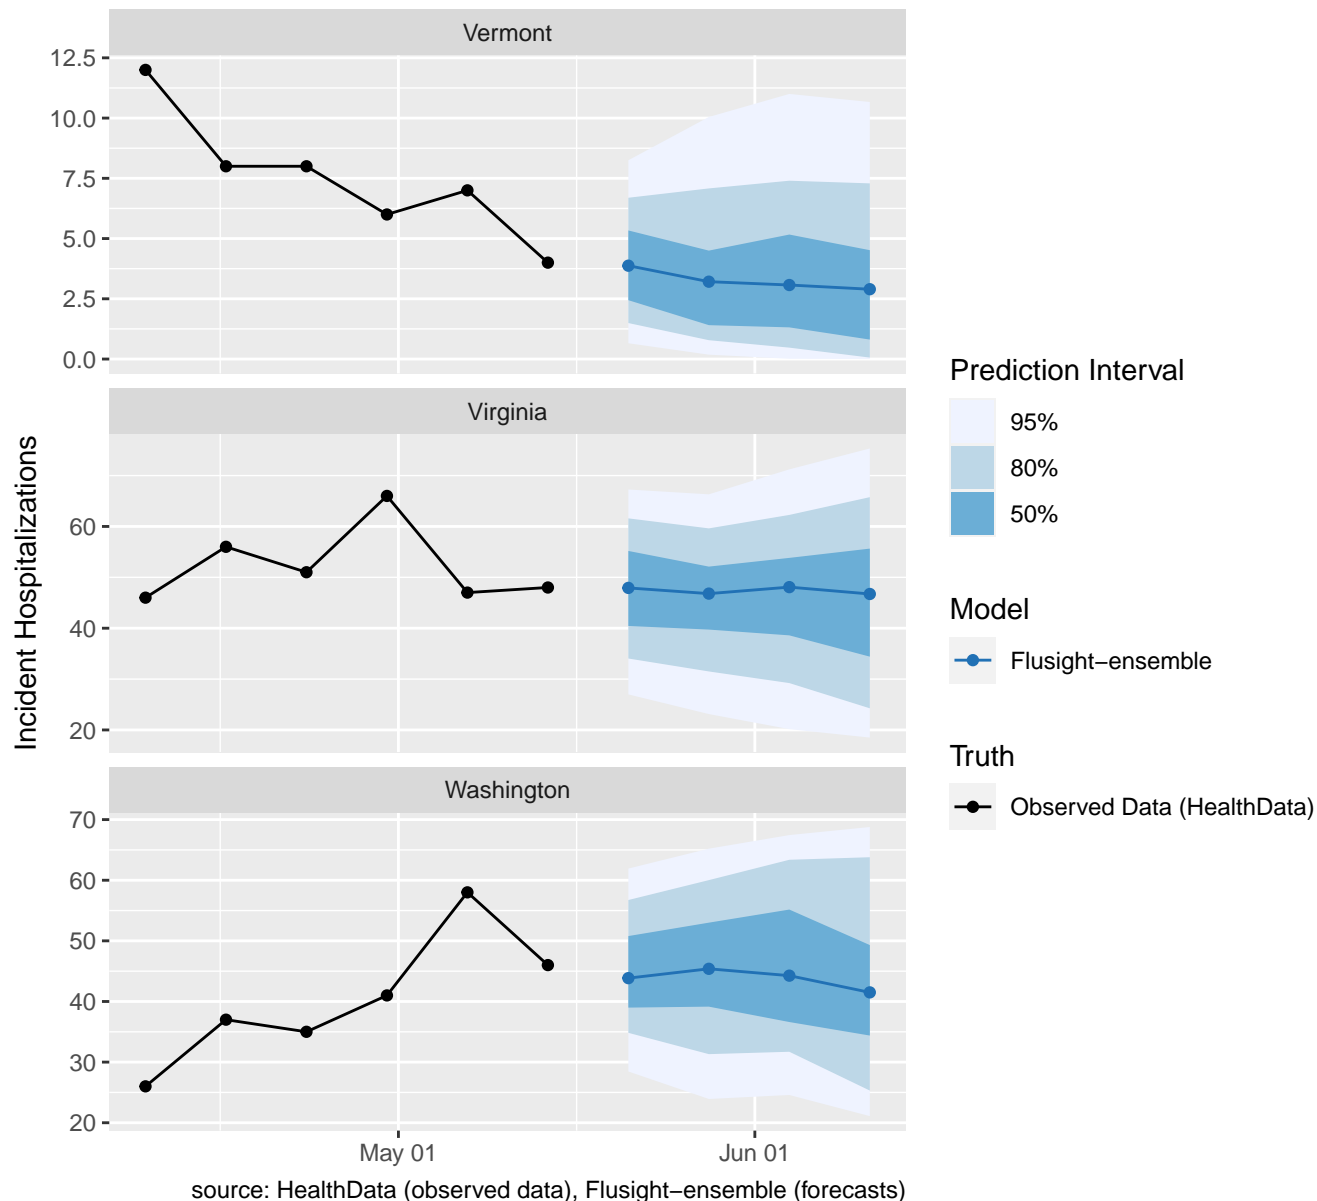 Vermont
12.5
10.0
7.5
5.0
2.5
0.0
Virginia
60
40
20
Washington
70
60
50
40
30
20
Incident Hospitalizations
May 01
Jun 01
source: HealthData (observed data), Flusight−ensemble (forecasts)
Prediction Interval
95%
80%
50%
Model
Flusight−ensemble
Truth
Observed Data (HealthData)